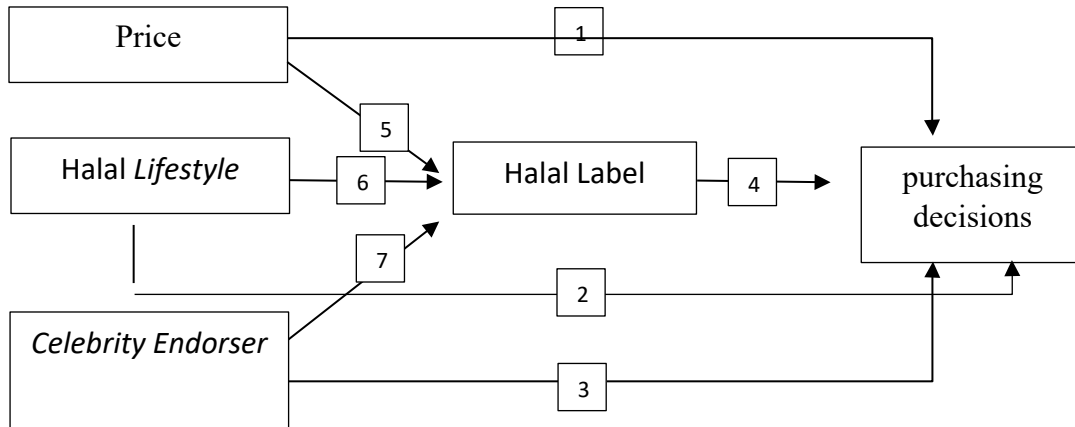 Price
1
5
Halal Lifestyle
6
Halal Label
4
purchasing
decisions
7
2
Celebrity Endorser
3